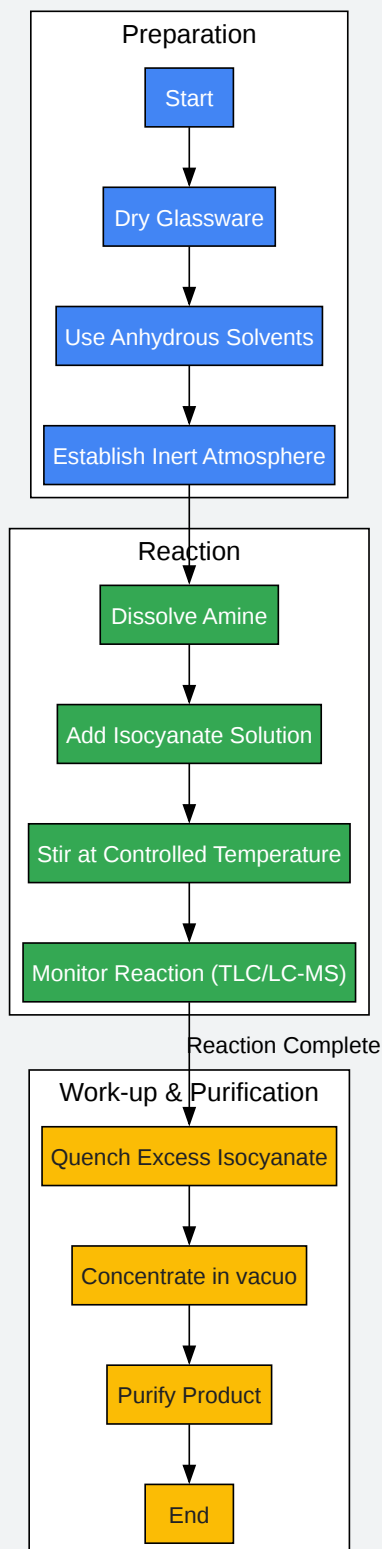 Preparation
Start
Dry Glassware
Use Anhydrous Solvents
Establish Inert Atmosphere
Reaction
Dissolve Amine
Add Isocyanate Solution
Stir at Controlled Temperature
Monitor Reaction (TLC/LC-MS)
Reaction Complete
Work-up & Purification
Quench Excess Isocyanate
Concentrate in vacuo
Purify Product
End